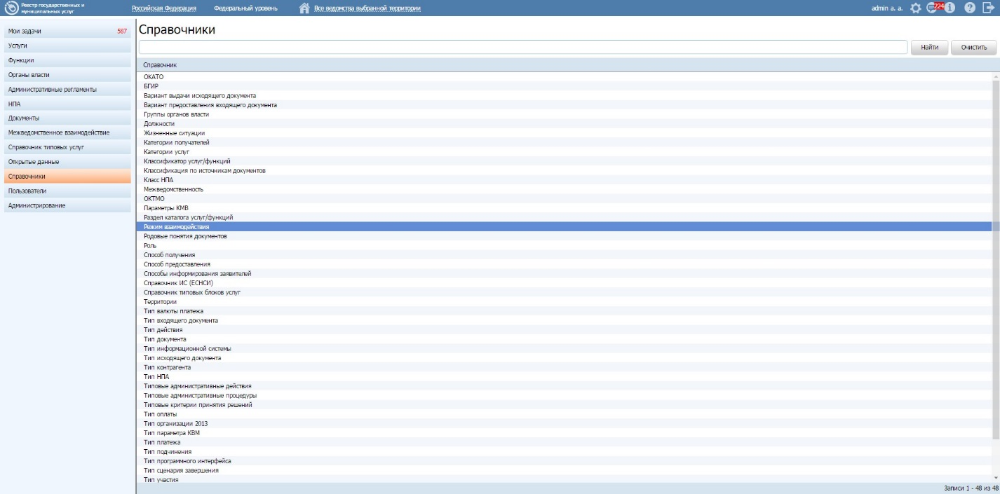 Реестр государственных и
муниципальных услуг
Российская Федерация
Федеральный уровень
Все ведомства выбранной территории
admin a. a.
224
Мои задачи 587
Услуги
Функции
Органы власти
Административные регламенты
НПА
Документы
Межведомственное взаимодействие
Справочник типовых услуг
Открытые данные
Справочники
Пользователи
Администрирование
Справочники
Найти
Очистить
Справочник
ОКАТО
БГИР
Вариант выдачи исходящего документа
Вариант предоставления входящего документа
Группы органов власти
Должности
Жизненные ситуации
Категории получателей
Категории услуг
Классификатор услуг/функций
Классификация по источникам документов
Класс НПА
Межведомственность
ОКТМО
Параметры КМВ
Раздел каталога услуг/функций
Режим взаимодействия
Родовые понятия документов
Роль
Способ получения
Способ предоставления
Способы информирования заявителей
Справочник ИС (ЕСНСИ)
Справочник типовых блоков услуг
Территории
Тип валюты платежа
Тип входящего документа
Тип действия
Тип документа
Тип информационной системы
Тип исходящего документа
Тип контрагента
Тип НПА
Типовые административные действия
Типовые административные процедуры
Типовые критерии принятия решений
Тип оплаты
Тип организации 2013
Тип параметра КВМ
Тип платежа
Тип подчинения
Тип программного интерфейса
Тип сценария завершения
Тип участия
Записи 1 - 48 из 48